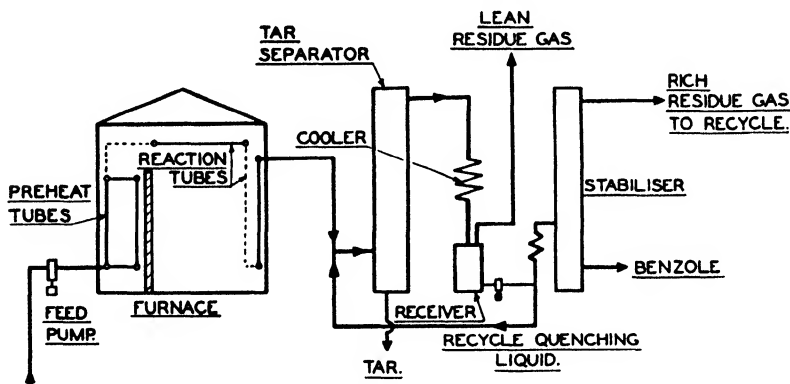 LEAN
RESIDUE GAS
TAR
SEPARATOR
RICH
RESIDUE GAS
TO RECYCLE.
COOLER
REACTION
TUBES
PREHEAT
TUBES
STABILISER
BENZOLE
FURNACE
FEED
PUMP.
RECEIVER
RECYCLE QUENCHING
LIQUID.
TAR.